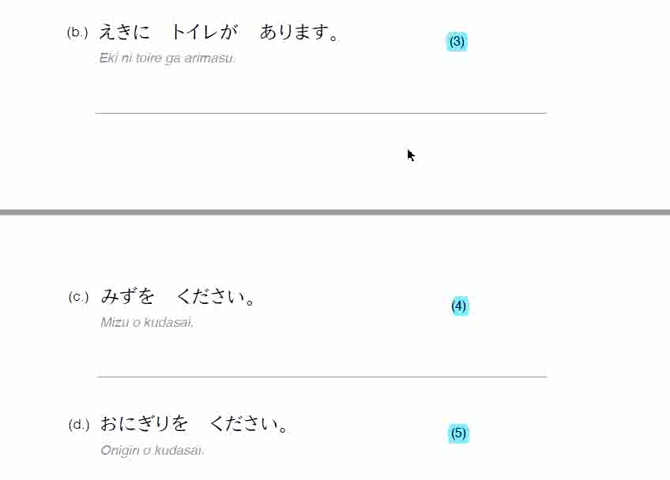 (b.) えきに　トイレが　あります。 (3)
Eki ni toire ga arimasu.
(c.) みずを　ください。 (4)
Mizu o kudasai.
(d.) おにぎりを　ください。 (5)
Onigiri o kudasai.